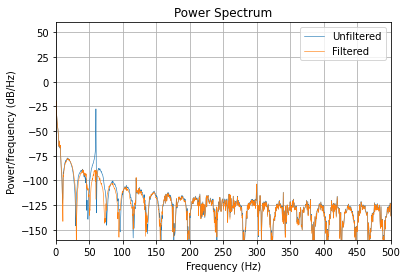 Power Spectrum
Unfiltered
Filtered
Power/frequency (dB/Hz)
50
25
0
−25
−50
−75
−100
−125
−150
0 50 100 150 200 250 300 350 400 450 500
Frequency (Hz)